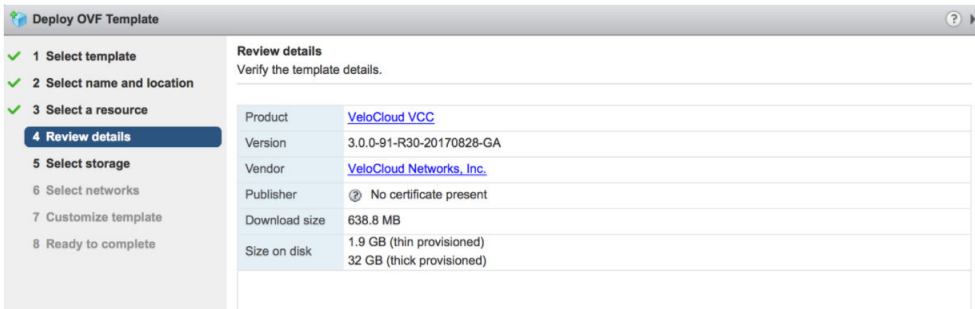 Deploy OVF Template
1 Select template
2 Select name and location
3 Select a resource
4 Review details
5 Select storage
6 Select networks
7 Customize template
8 Ready to complete
Review details
Verify the template details.
Product VeloCloud VCC
Version 3.0.0-91-R30-20170828-GA
Vendor VeloCloud Networks, Inc.
Publisher ? No certificate present
Download size 638.8 MB
Size on disk 1.9 GB (thin provisioned)
32 GB (thick provisioned)